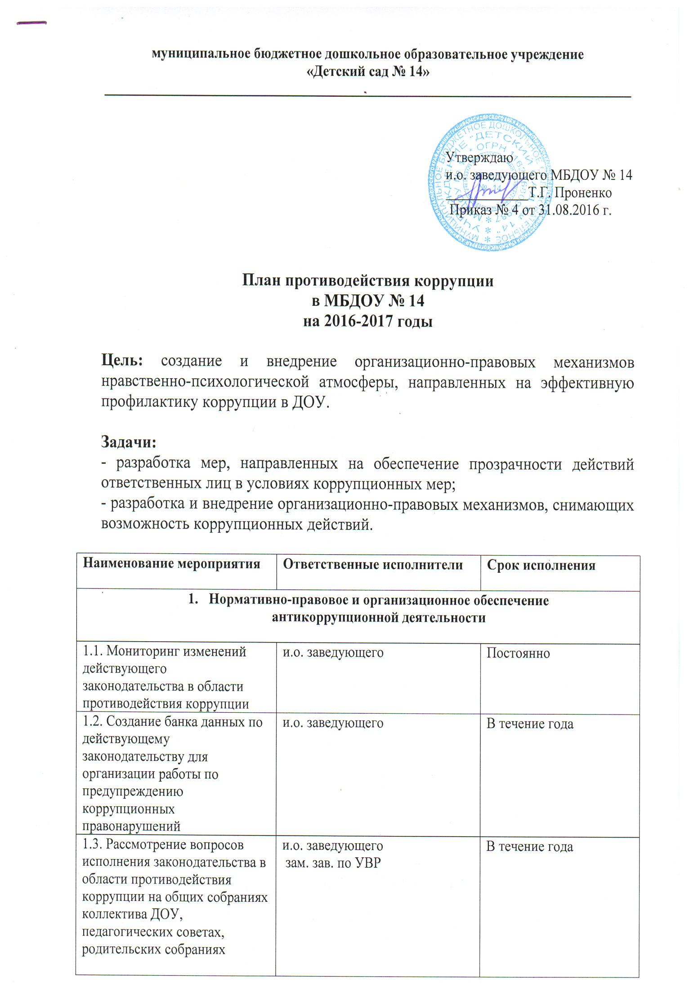 муниципальное бюджетное дошкольное образовательное учреждение
«Детский сад № 14»
Утверждаю
и.о. заведующего МБДОУ № 14
Т.Г. Проненко
Приказ № 4 от 31.08.2016 г.
План противодействия коррупции
в МБДОУ № 14
на 2016-2017 годы
Цель: создание и внедрение организационно-правовых механизмов
нравственно-психологической атмосферы, направленных на эффективную
профилактику коррупции в ДОУ.
Задачи:
- разработка мер, направленных на обеспечение прозрачности действий
ответственных лиц в условиях коррупционных мер;
- разработка и внедрение организационно-правовых механизмов, снимающих
возможность коррупционных действий.
Наименование мероприятия Ответственные исполнители Срок исполнения
1. Нормативно-правовое и организационное обеспечение
антикоррупционной деятельности
1.1. Мониторинг изменений
действующего
законодательства в области
противодействия коррупции
и.о. заведующего
Постоянно
1.2. Создание банка данных по
действующему
законодательству для
организации работы по
предупреждению
коррупционных
правонарушений
и.о. заведующего
В течение года
1.3. Рассмотрение вопросов
исполнения законодательства в
области противодействия
коррупции на общих собраниях
коллектива ДОУ,
педагогических советах,
родительских собраниях
и.о. заведующего
зам. зав. по УВР
В течение года